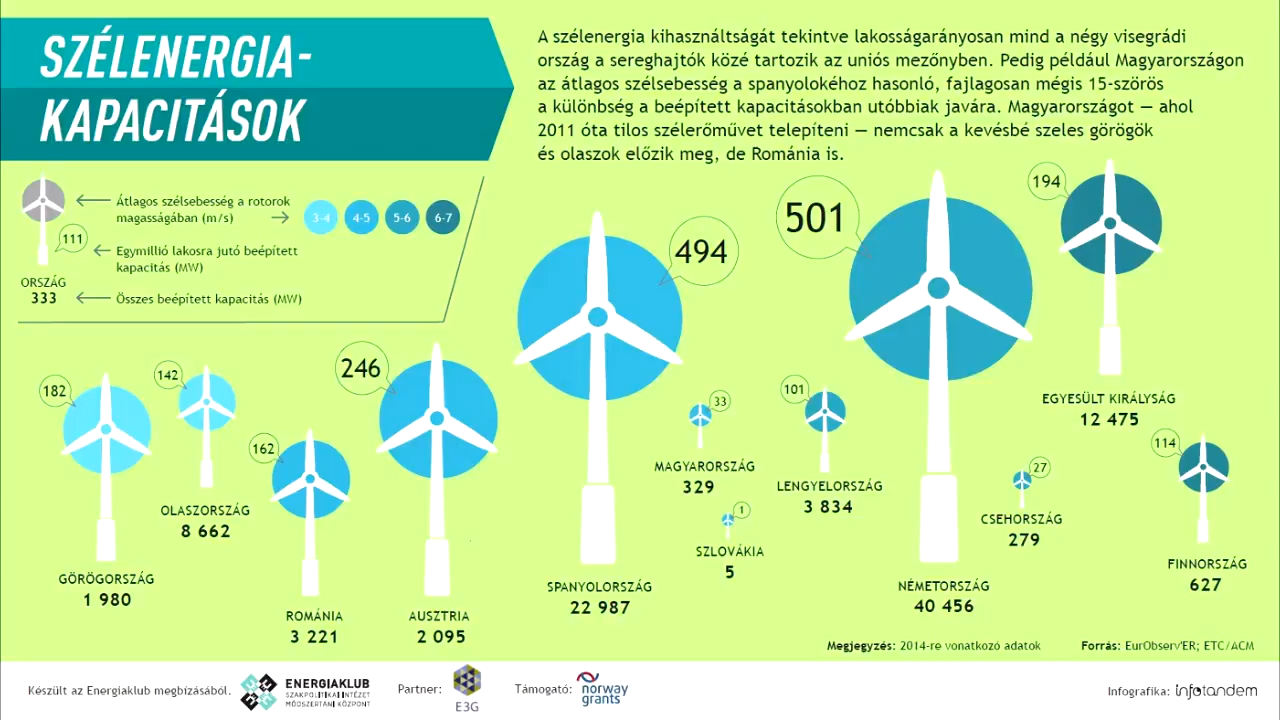 SZÉLENERGIA-
KAPACITÁSOK
A szélenergia kihasználtságát tekintve lakosságarányosan mind a négy visegrádi
ország a sereghajtók közé tartozik az uniós mezőnyben. Pedig például Magyarországon
az átlagos szélsebesség a spanyolokéhoz hasonló, fajlagosan mégis 15-szörös
a különbség a beépített kapacitásokban utóbbiak javára. Magyarországot — ahol
2011 óta tilos szélerőművet telepíteni — nemcsak a kevésbé szeles görögök
és olaszok előzik meg, de Románia is.
Átlagos szélsebesség a rotorok
magasságában (m/s)
3-4 4-5 5-6 6-7
111
Egymillió lakosra jutó beépített
kapacitás (MW)
ORSZÁG
333
Összes beépített kapacitás (MW)
182
GÖRÖGORSZÁG
1 980
142
OLASZORSZÁG
8 662
162
ROMÁNIA
3 221
246
AUSZTRIA
2 095
494
SPANYOLORSZÁG
22 987
33
MAGYARORSZÁG
329
1
SZLOVÁKIA
5
101
LENGYELORSZÁG
3 834
501
NÉMETORSZÁG
40 456
27
CSEHORSZÁG
279
194
EGYESÜLT KIRÁLYSÁG
12 475
114
FINNORSZÁG
627
Megjegyzés: 2014-re vonatkozó adatok
Forrás: EurObserv'ER; ETC/ACM
Készült az Energiaklub megbízásából.
ENERGIAKLUB
SZAKPOLITIKAI INTÉZET
MÓDSZERTANI KÖZPONT
Partner:
E3G
Támogató:
norway
grants
Infografika: infotandem